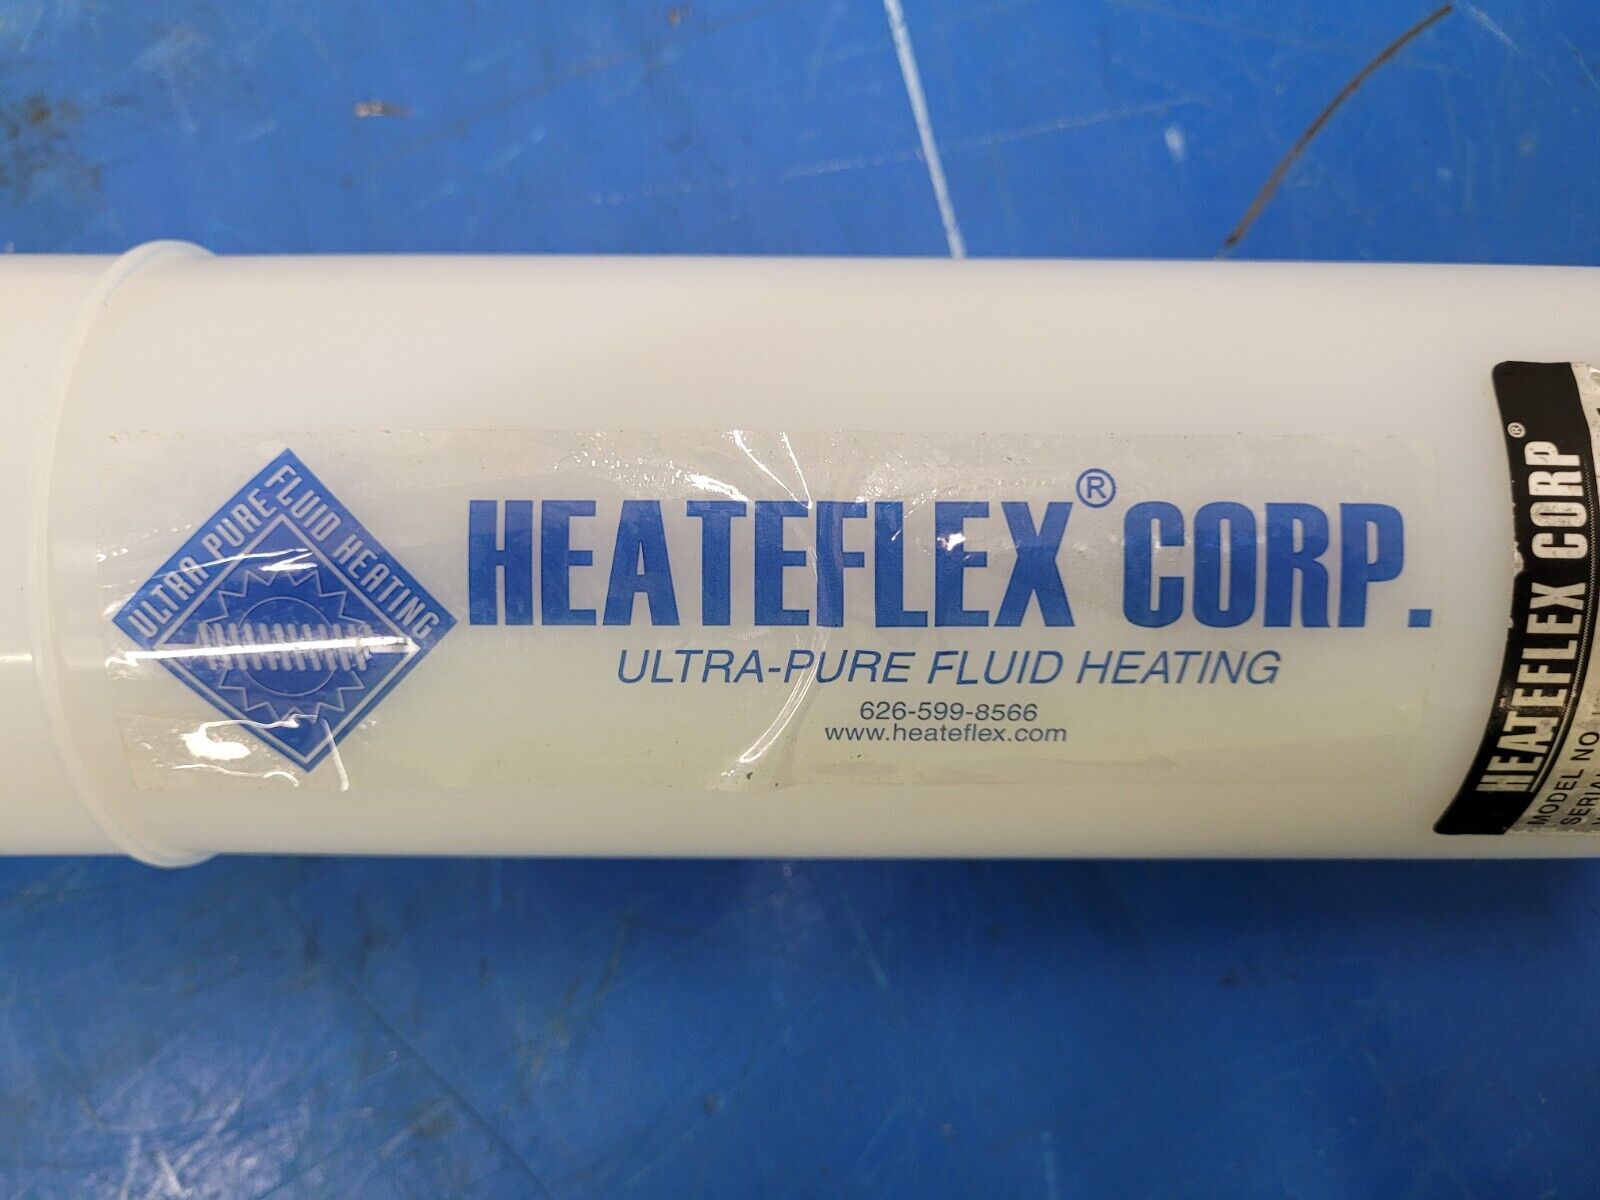 ULTRA PURE FLUID HEATING
HEATEFLEX® CORP.
ULTRA-PURE FLUID HEATING
626-599-8566
www.heateflex.com
HEATEFLEX CORP®
MODEL NO
SERIAL